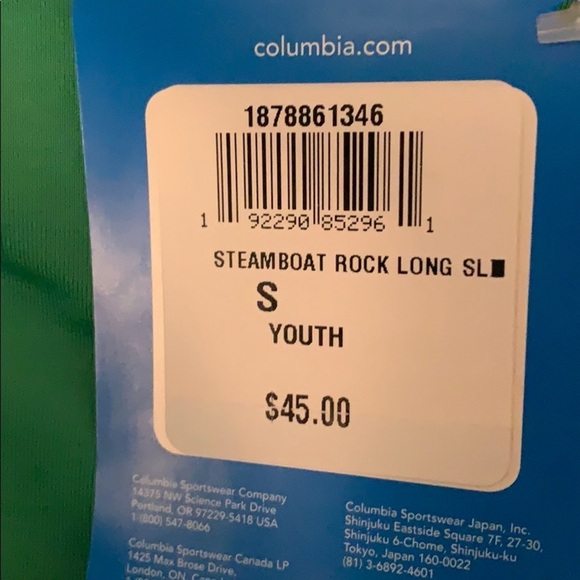 columbia.com
1878861346
1 92290 85296 1
STEAMBOAT ROCK LONG SL
S
YOUTH
$45.00
Columbia Sportswear Company
14375 NW Science Park Drive
Portland, OR 97229-5418 USA
1-(800) 547-8066
Columbia Sportswear Canada LP
1425 Max Brose Drive,
London, ON,
Columbia Sportswear Japan, Inc.
Shinjuku Eastside Square 7F, 27-30,
Shinjuku 6-Chome, Shinjuku-ku
Tokyo, Japan 160-0022
(81) 3-6892-4601